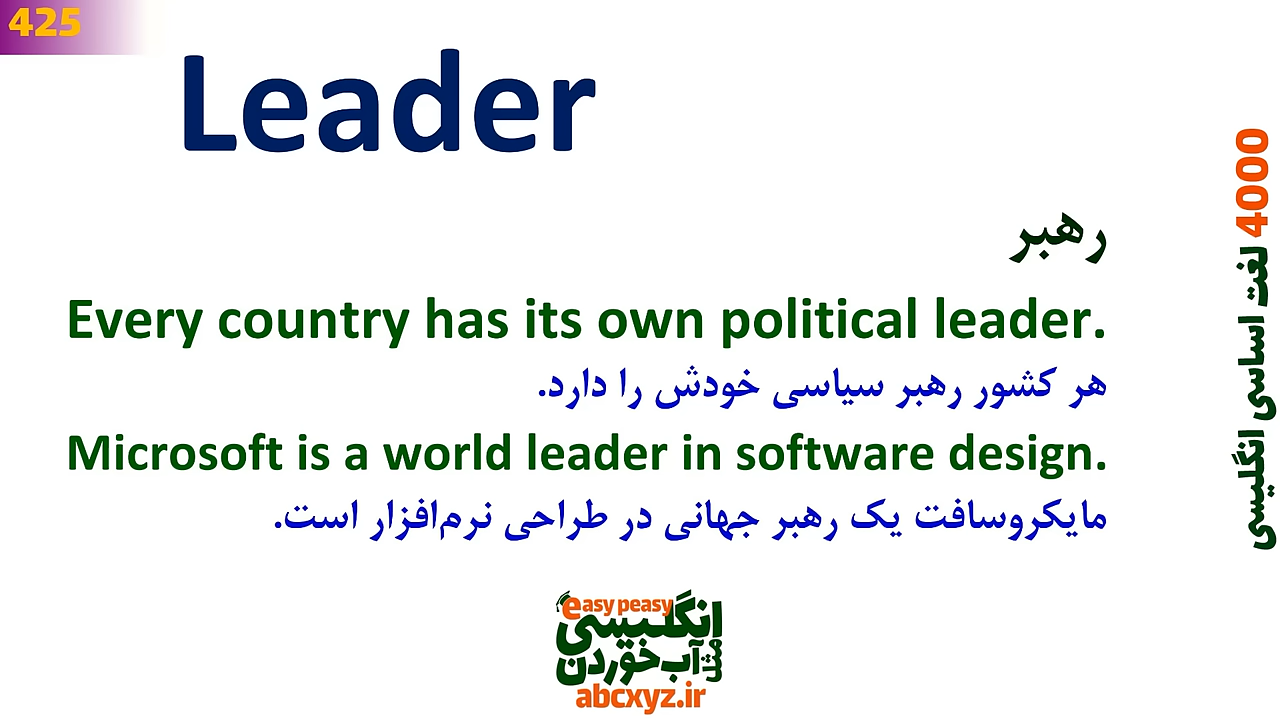 425
Leader
رهبر
Every country has its own political leader.
هر کشور رهبر سیاسی خودش را دارد.
Microsoft is a world leader in software design.
مایکروسافت یک رهبر جهانی در طراحی نرم‌افزار است.
4000 لغت اساسی انگلیسی
easy peasy
انگلیسی
مثل آب خوردن
abcxyz.ir